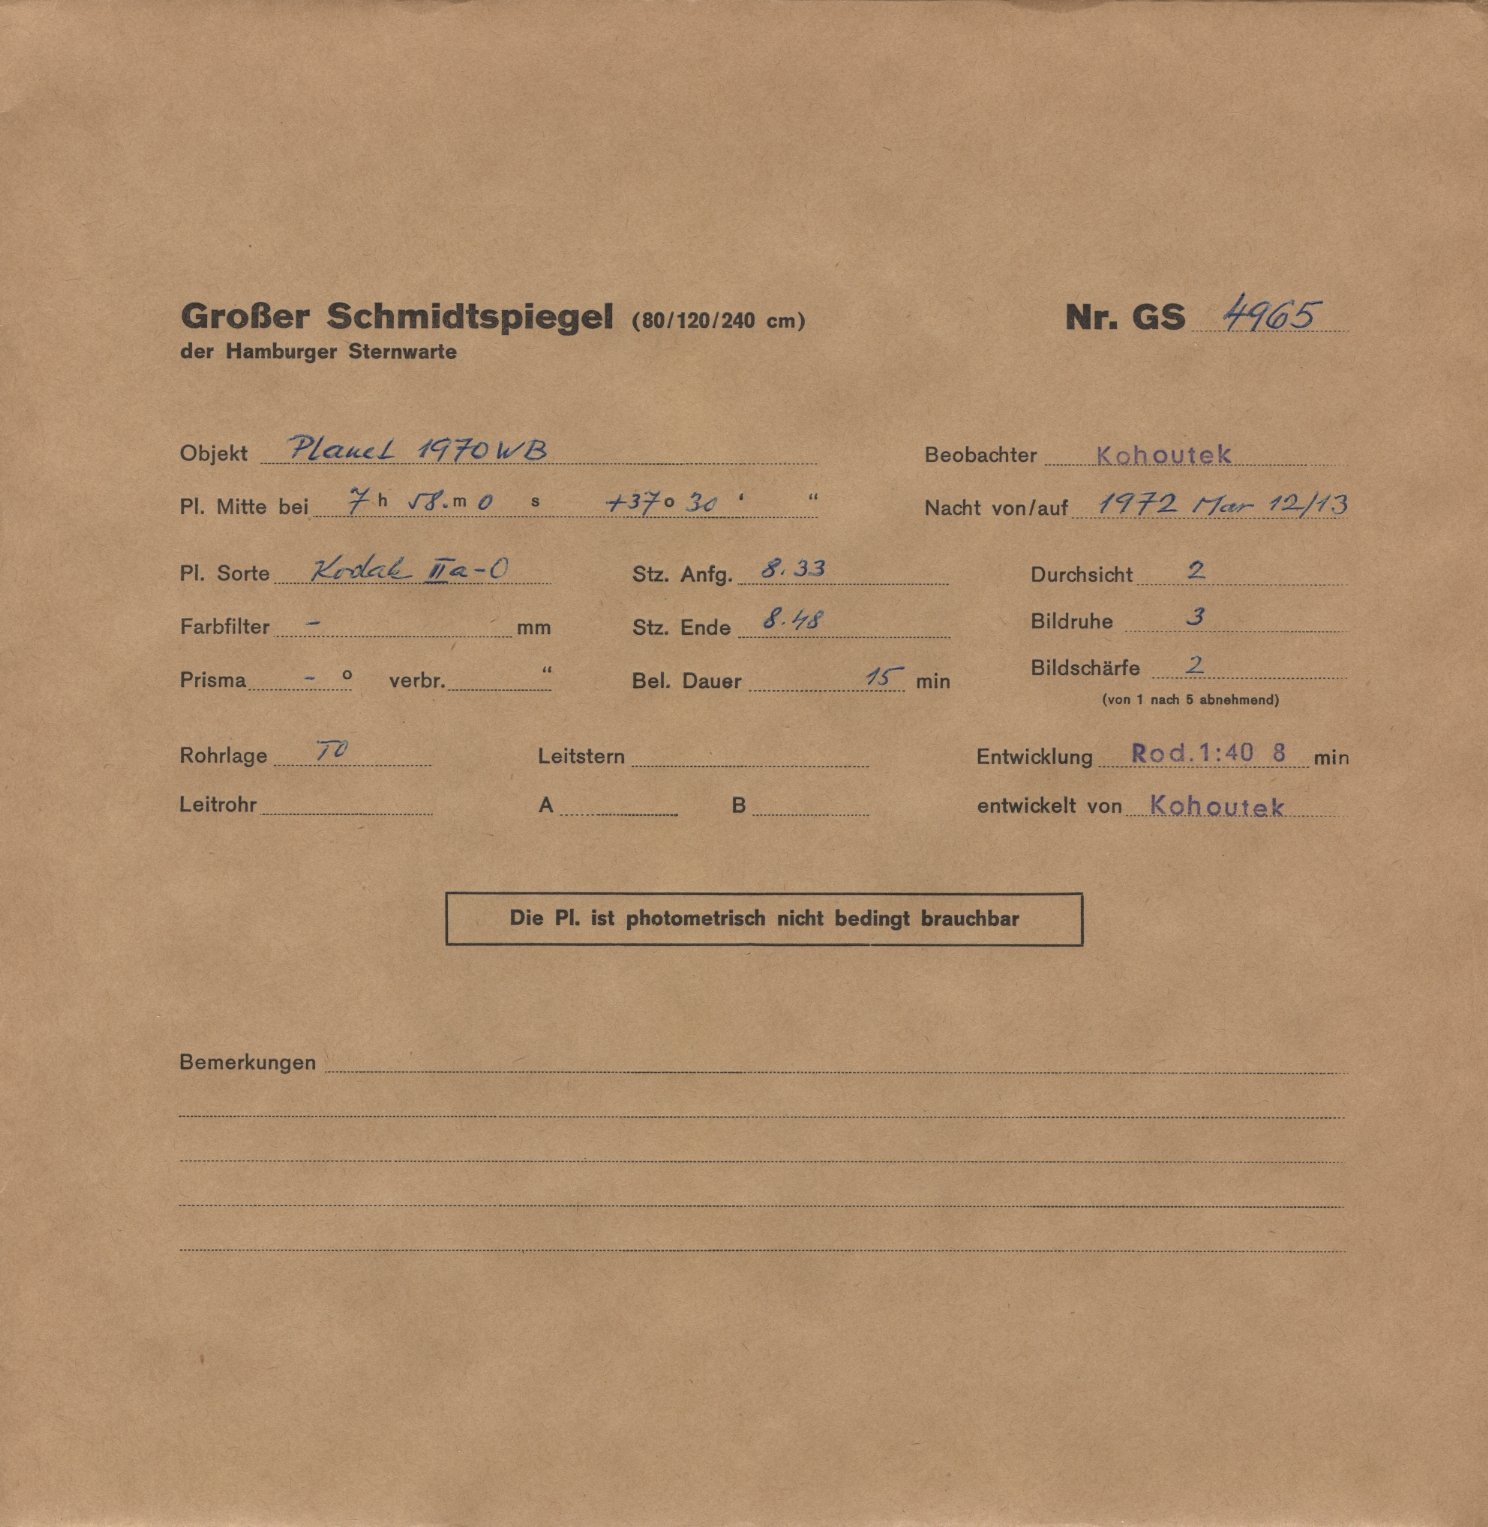 Großer Schmidtspiegel (80/120/240 cm) Nr. GS 4965
der Hamburger Sternwarte
Objekt Planet 1970WB Beobachter Kohoutek
Pl. Mitte bei 7 h 58. m 0 s +37 o 30 ‘ “ Nacht von/auf 1972 Mar 12/13
Pl. Sorte Kodak IIa-O Stz. Anfg. 8.33 Durchsicht 2
Farbfilter - mm Stz. Ende 8.48 Bildruhe 3
Prisma - o verbr. “ Bel. Dauer 15 min Bildschärfe 2
(von 1 nach 5 abnehmend)
Rohrlage TO Leitstern Entwicklung Rod.1:40 8 min
Leitrohr A B entwickelt von Kohoutek
Die Pl. ist photometrisch nicht bedingt brauchbar
Bemerkungen